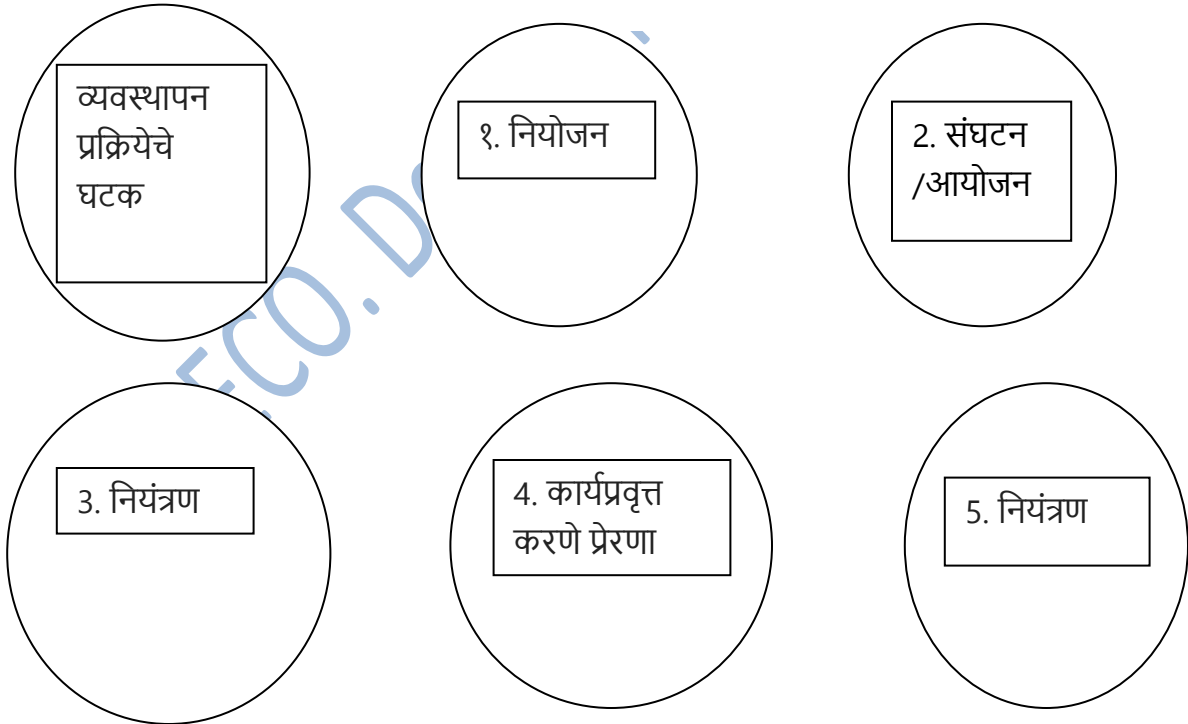 व्यवस्थापन
प्रक्रियेचे
घटक
१. नियोजन
2. संघटन
/आयोजन
3. नियंत्रण
4. कार्यप्रवृत्त
करणे प्रेरणा
5. नियंत्रण
ECO.